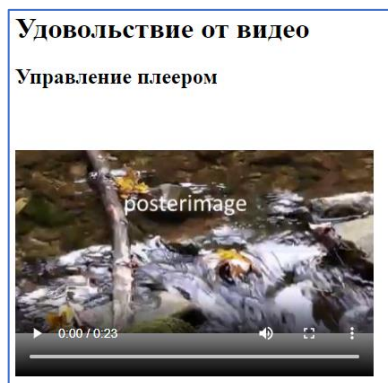 Удовольствие от видео
Управление плеером
posterimage
0:00 / 0:23